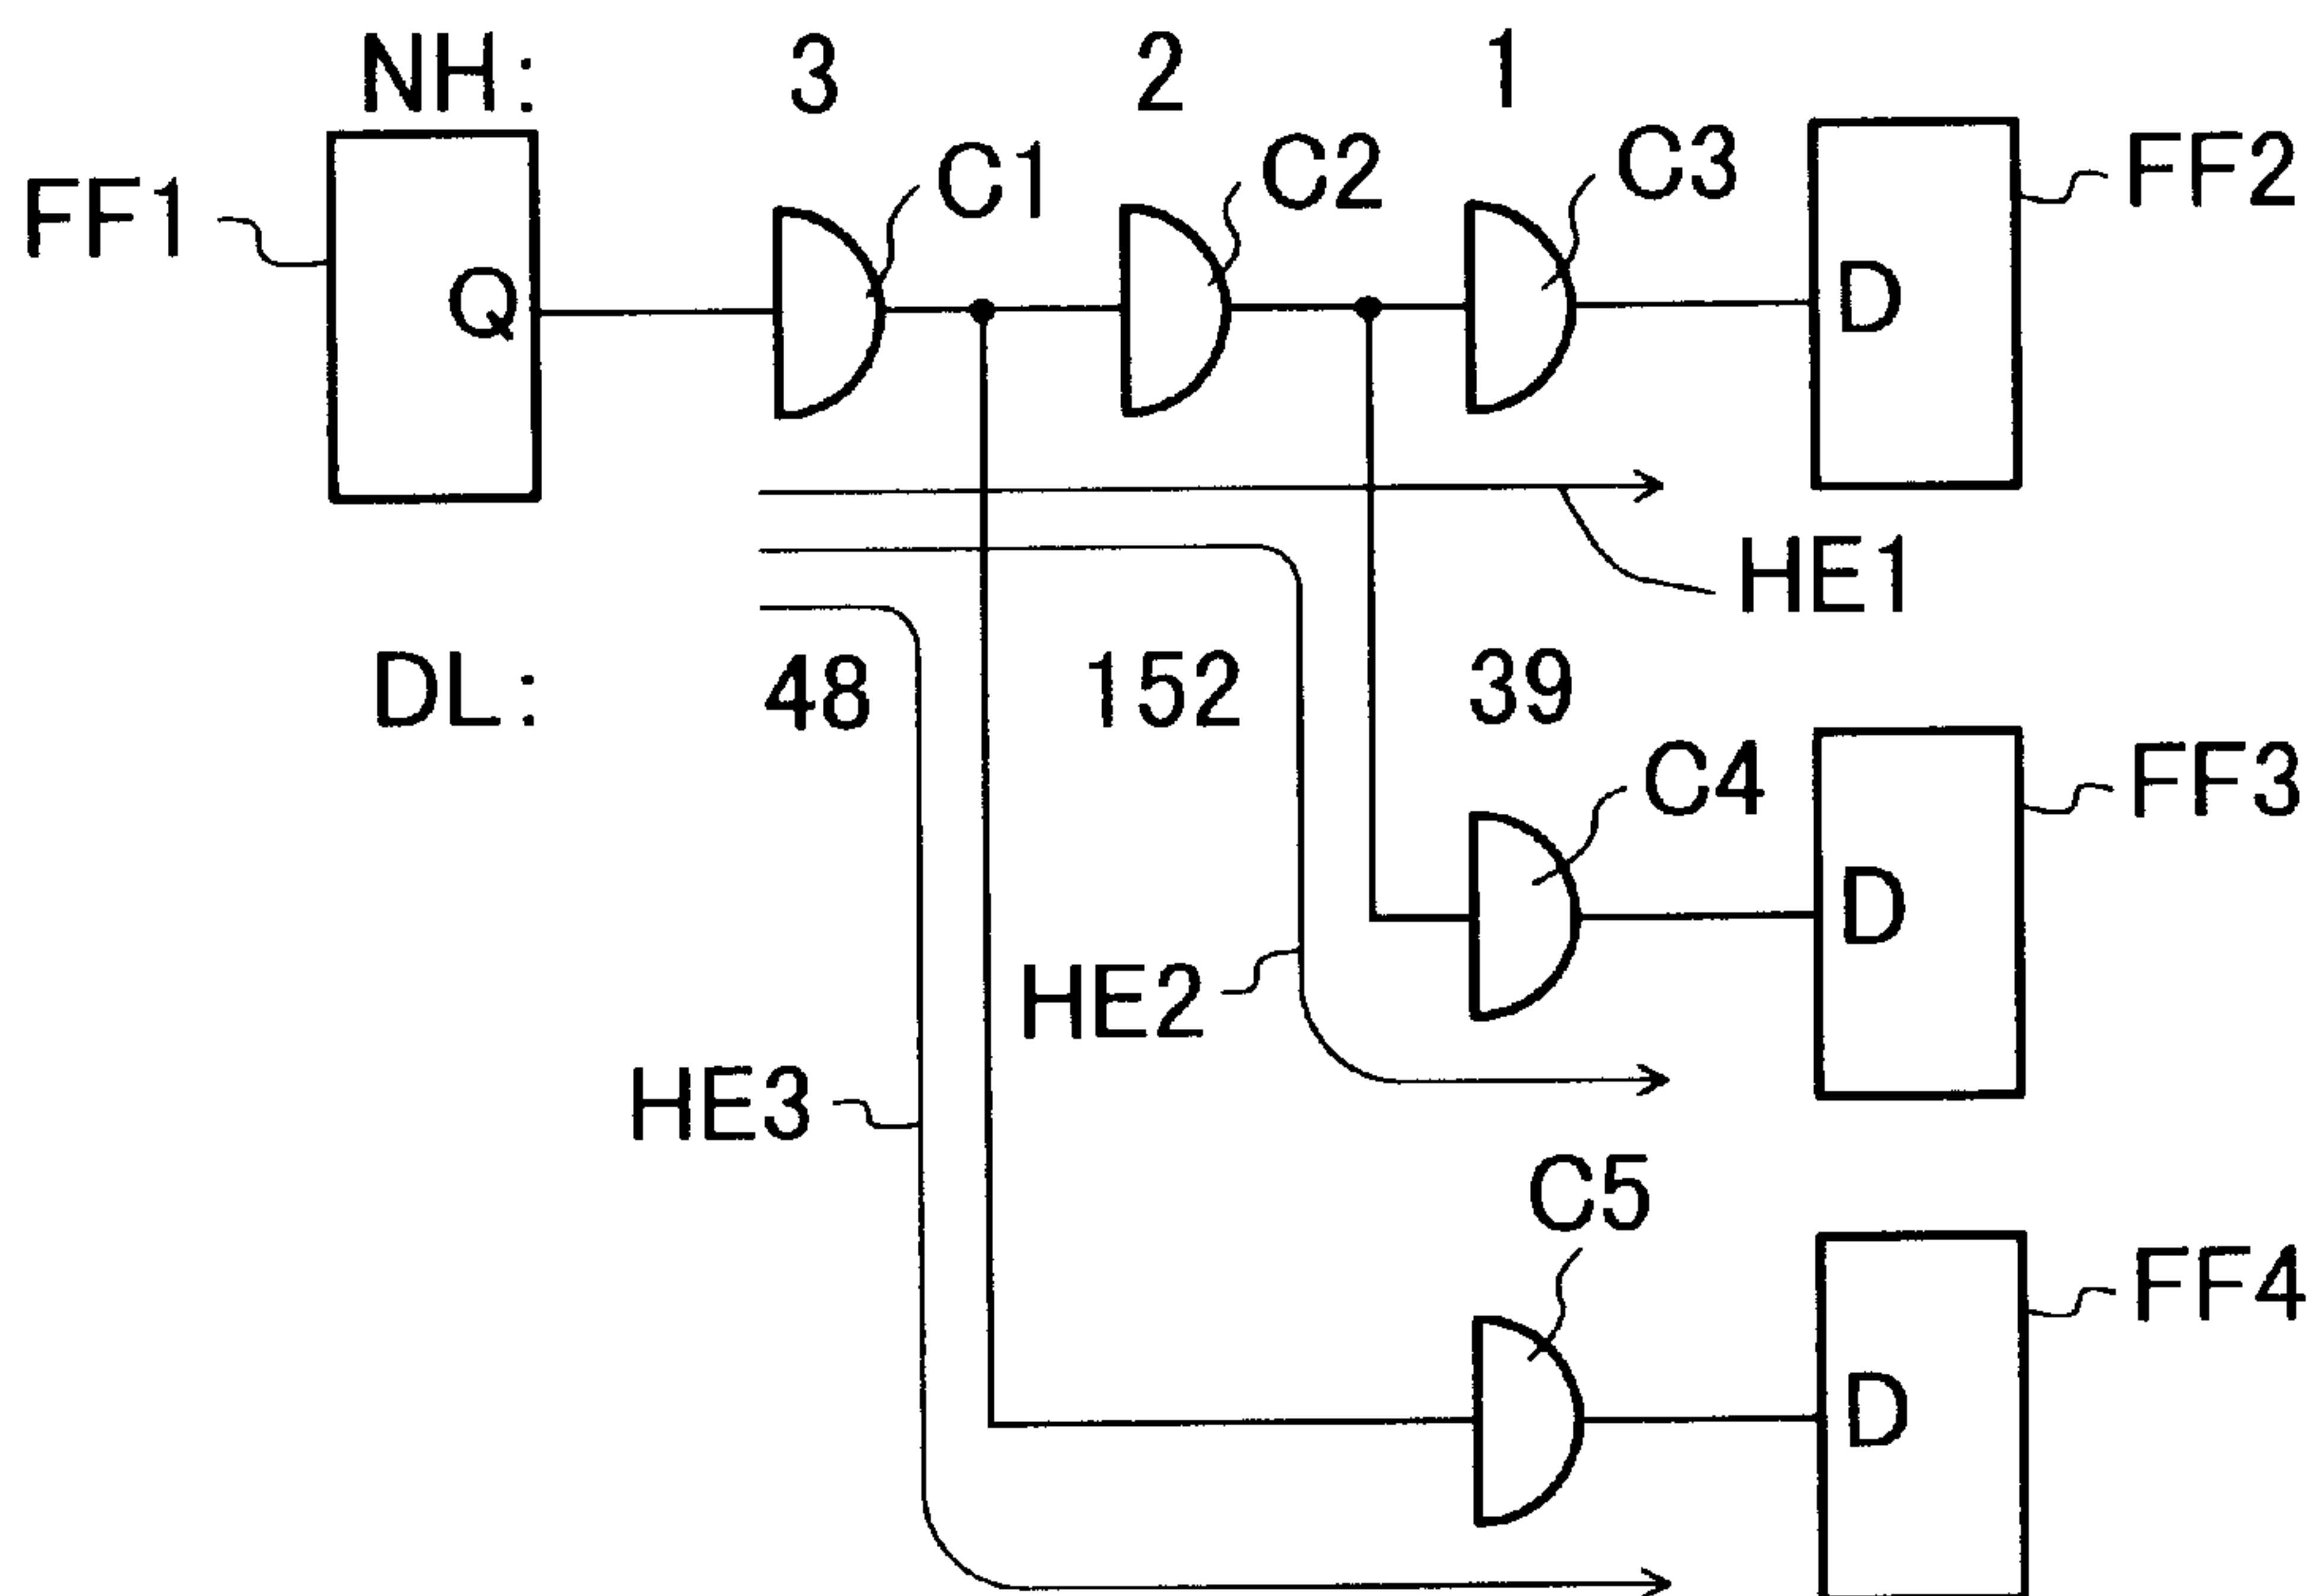 NH: 3 2 1
C1 C2 C3 FF2
FF1
Q D
HE1
DL: 48 152 39
C4 FF3
D
HE2
HE3
C5
FF4
D